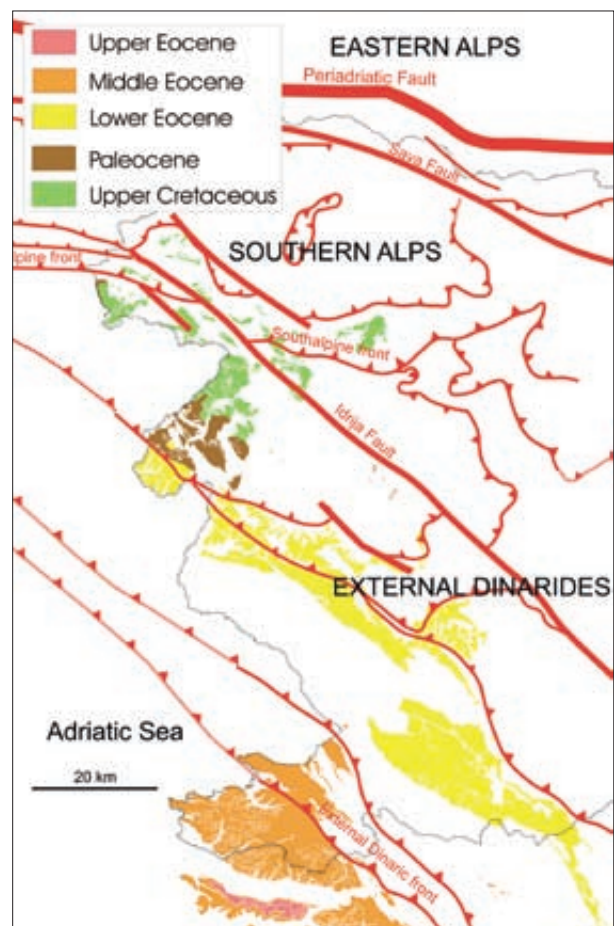 Upper Eocene
Middle Eocene
Lower Eocene
Paleocene
Upper Cretaceous
EASTERN ALPS
Periadriatic Fault
Sava Fault
SOUTHERN ALPS
lpine front
Southalpine front
Idrija Fault
EXTERNAL DINARIDES
Adriatic Sea
20 km
External Dinaric front